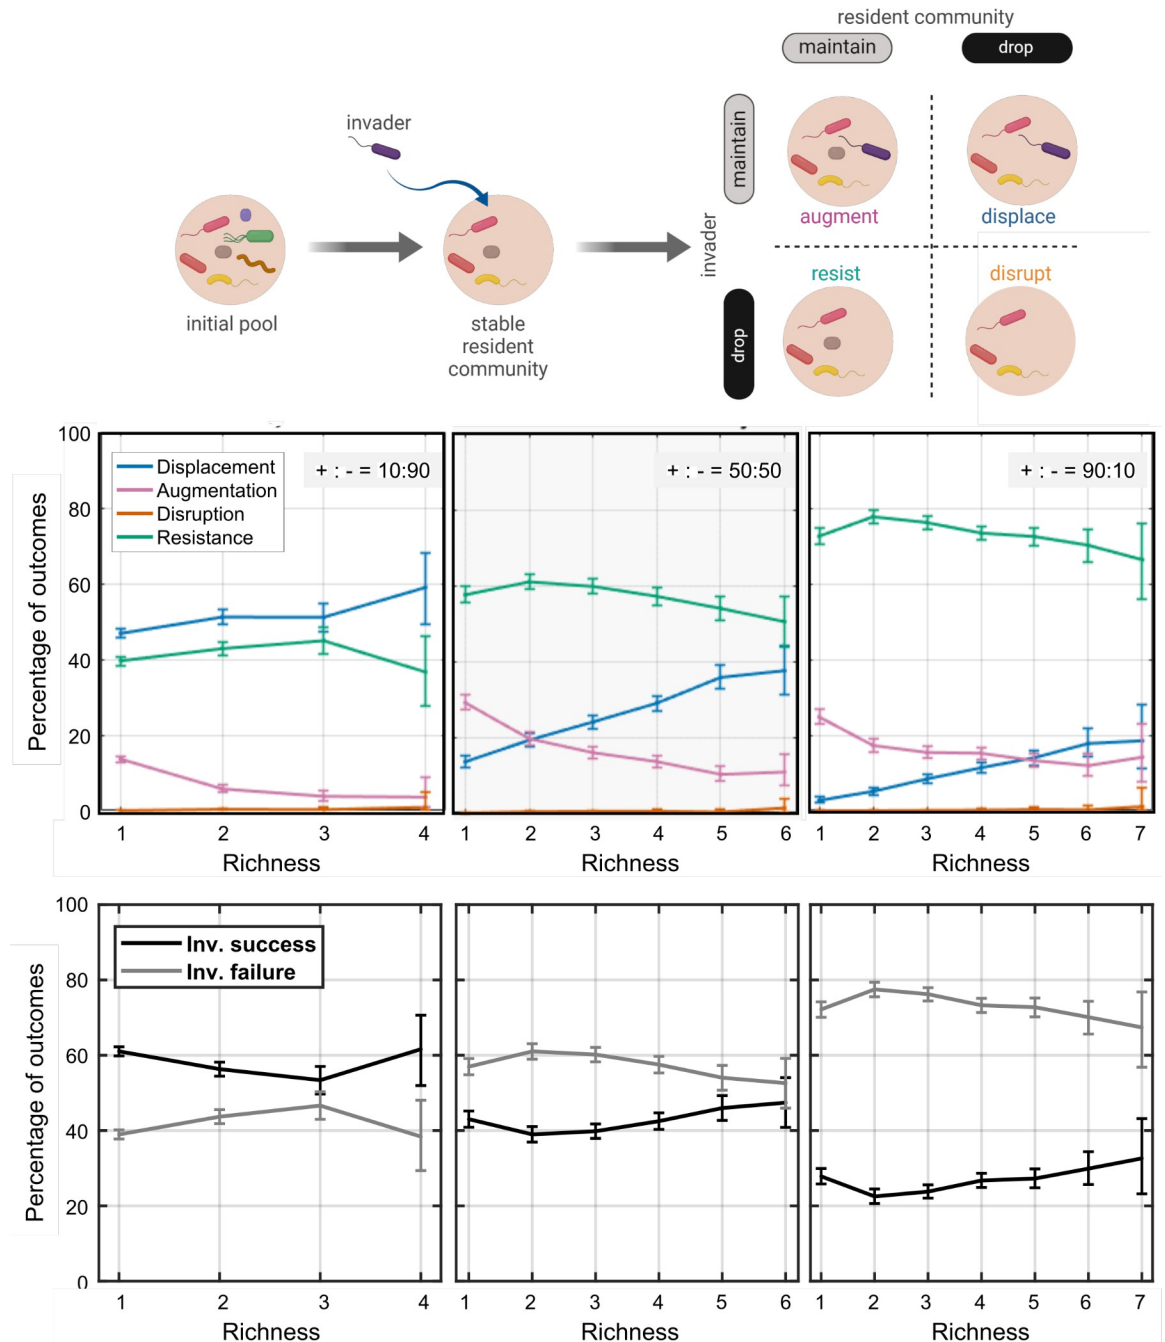 resident community
maintain
drop
invader
maintain
augment
displace
initial pool
stable
resident
community
invader
resist
disrupt
drop
Percentage of outcomes
100
80
60
40
20
0
Displacement
Augmentation
Disruption
Resistance
+ : - = 10:90
+ : - = 50:50
+ : - = 90:10
1 2 3 4
1 2 3 4 5 6
1 2 3 4 5 6 7
Richness
Richness
Richness
Percentage of outcomes
100
80
60
40
20
0
Inv. success
Inv. failure
1 2 3 4
1 2 3 4 5 6
1 2 3 4 5 6 7
Richness
Richness
Richness